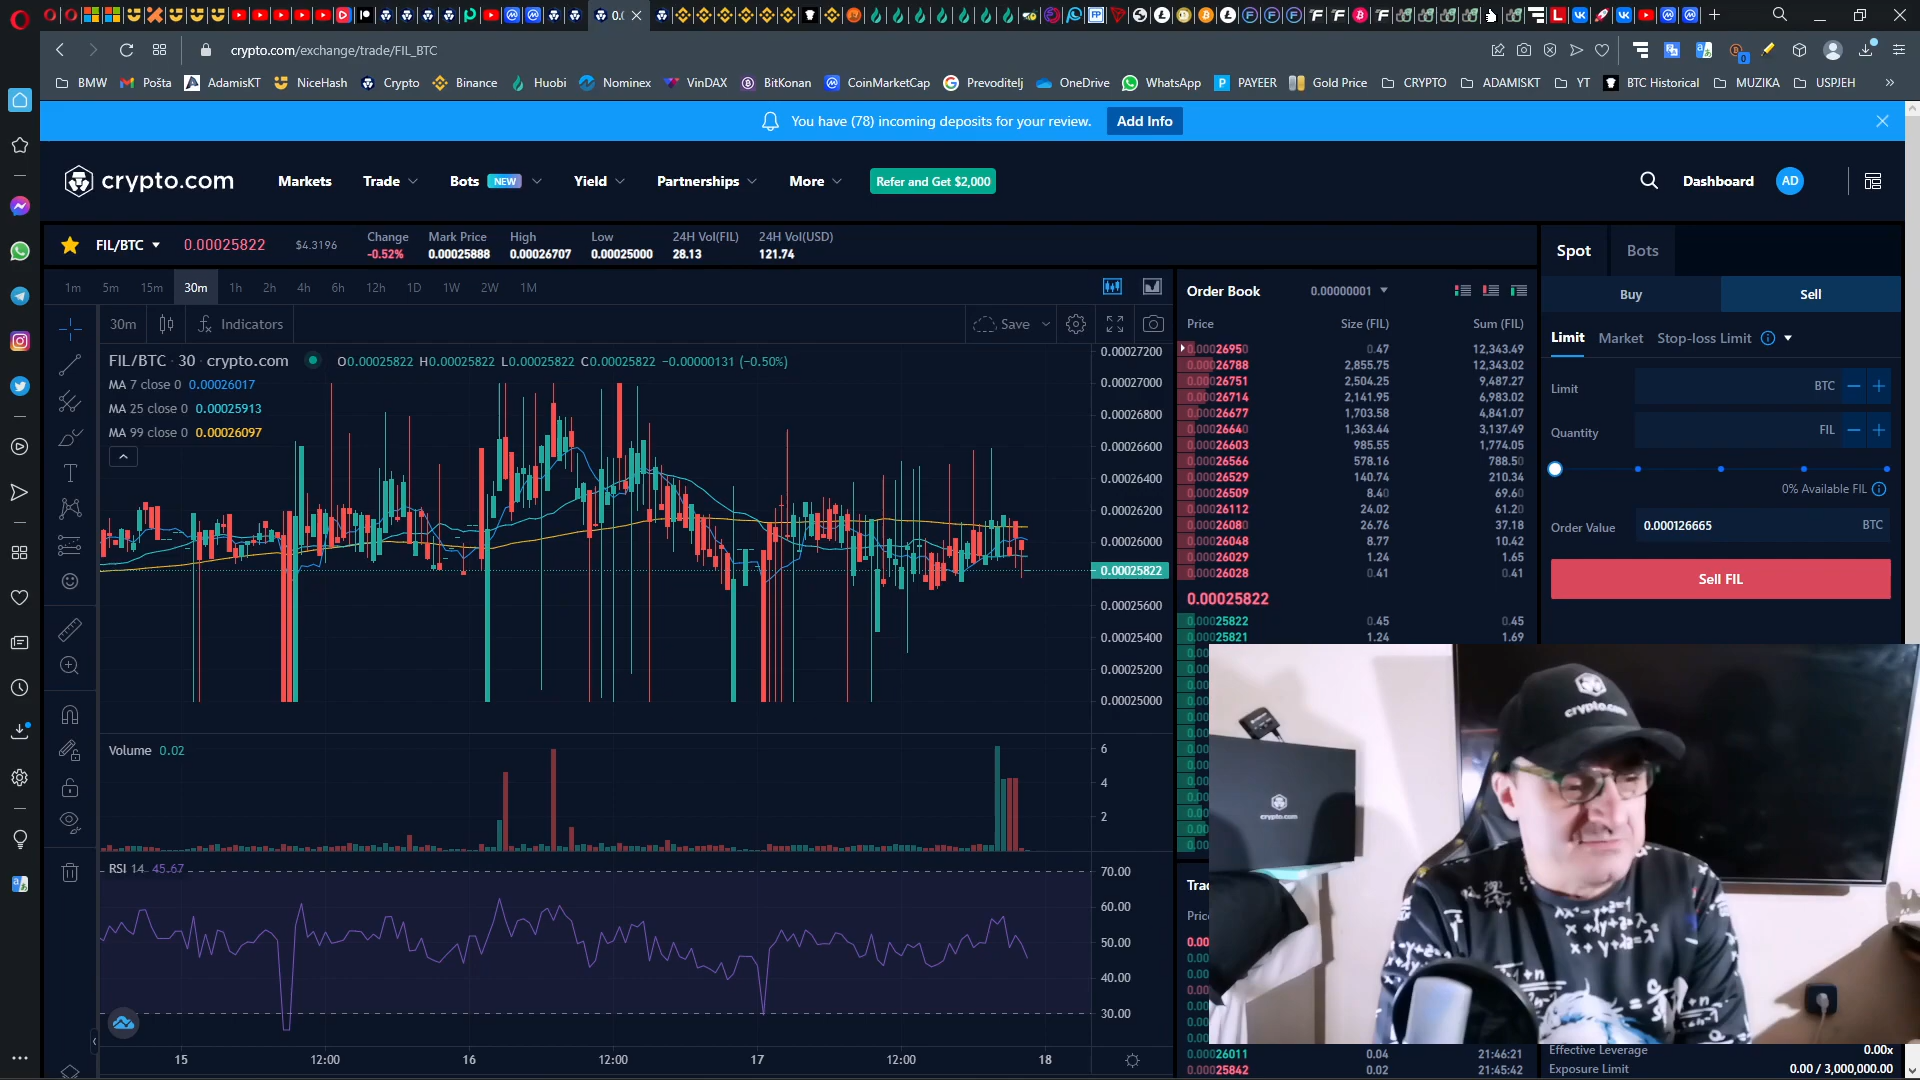 crypto.com/exchange/trade/FIL_BTC
BMW Pošta AdamisKT NiceHash Crypto Binance Huobi Nominex VinDAX BitKonan CoinMarketCap Prevoditelj OneDrive WhatsApp PAYEER Gold Price CRYPTO ADAMISKT YT BTC Historical MUZIKA USPJEH
You have (78) incoming deposits for your review. Add Info
crypto.com Markets Trade Bots NEW Yield Partnerships More Refer and Get $2,000 Dashboard AD
FIL/BTC 0.00025822 $4.3196
Change Mark Price High Low 24H Vol(FIL) 24H Vol(USD)
-0.52% 0.00025888 0.00026707 0.00025000 28.13 121.74
Spot Bots
1m 5m 15m 30m 1h 2h 4h 6h 12h 1D 1W 2W 1M
Order Book 0.00000001
Buy Sell
30m Indicators Save
Price Size (FIL) Sum (FIL)
Limit Market Stop-loss Limit
FIL/BTC · 30 · crypto.com O0.00025822 H0.00025822 L0.00025822 C0.00025822 −0.00000131 (−0.50%)
MA 7 close 0 0.00026017
MA 25 close 0 0.00025913
MA 99 close 0 0.00026097
0.00027200
0.00027000
0.00026800
0.00026600
0.00026400
0.00026200
0.00026000
0.00025822
0.00025600
0.00025400
0.00025200
0.00025000
0.00026950 0.47 12,343.49
0.00026788 2,855.75 12,343.02
0.00026751 2,504.25 9,487.27
0.00026714 2,141.95 6,983.02
0.00026677 1,703.58 4,841.07
0.00026640 1,363.44 3,137.49
0.00026603 985.55 1,774.05
0.00026566 578.16 788.50
0.00026529 140.74 210.34
0.00026509 8.40 69.60
0.00026112 24.02 61.20
0.00026080 26.76 37.18
0.00026048 8.77 10.42
0.00026029 1.24 1.65
0.00026028 0.41 0.41
0.00025822
0.00025822 0.45 0.45
0.00025821 1.24 1.69
Limit BTC
Quantity FIL
0% Available FIL
Order Value 0.000126665 BTC
Sell FIL
Volume 0.02
6
4
2
RSI 14 45.67
70.00
60.00
50.00
40.00
30.00
15 12:00 16 12:00 17 12:00 18
crypto.com
crypto.com
0.00026011 0.04 21:46:21
0.00025842 0.02 21:45:42
Effective Leverage 0.00x
Exposure Limit 0.00 / 3,000,000.00